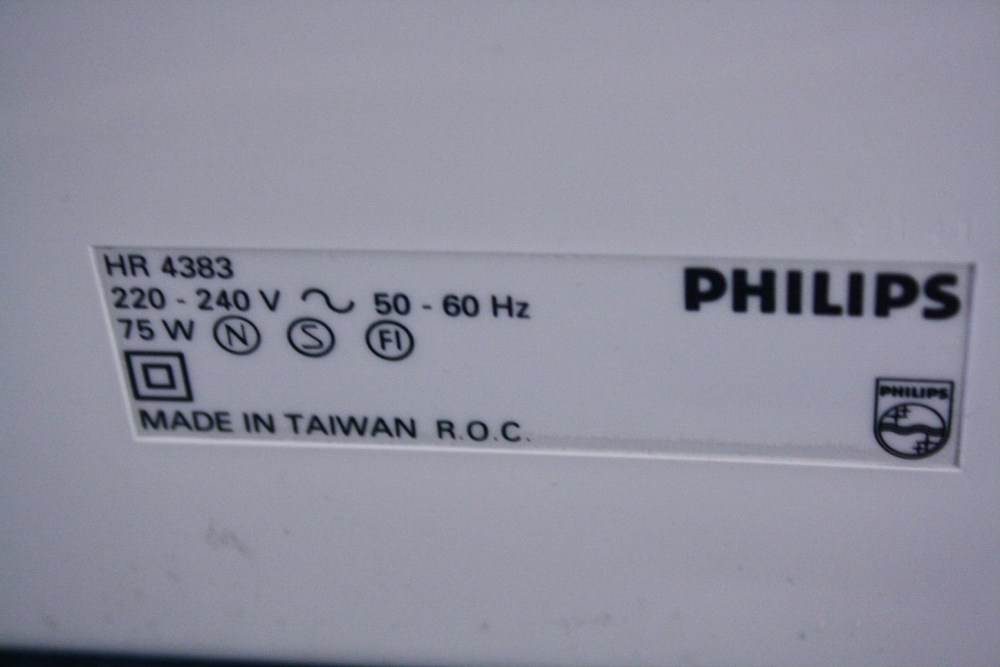 HR 4383
220 - 240 V ~ 50 - 60 Hz
75 W N S FI
MADE IN TAIWAN R.O.C.
PHILIPS
PHILIPS